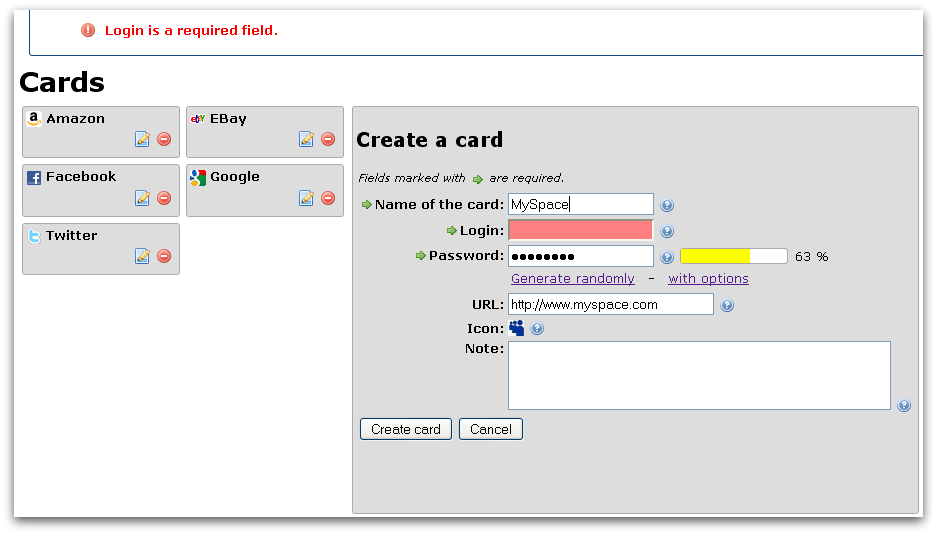 Login is a required field.
Cards
Amazon
EBay
Facebook
Google
Twitter
Create a card
Fields marked with are required.
Name of the card: MySpace
Login:
Password: •••••••• 63 %
Generate randomly - with options
URL: http://www.myspace.com
Icon:
Note:
Create card Cancel